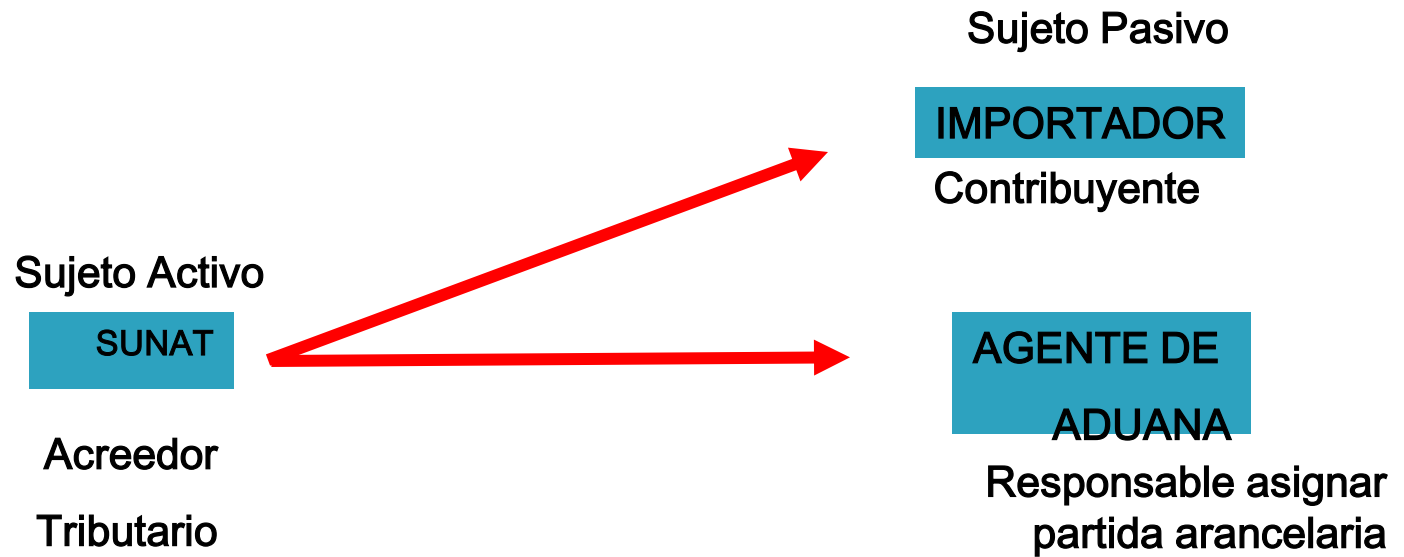 Sujeto Pasivo
IMPORTADOR
Contribuyente
Sujeto Activo
SUNAT
Acreedor
Tributario
AGENTE DE
ADUANA
Responsable asignar
partida arancelaria